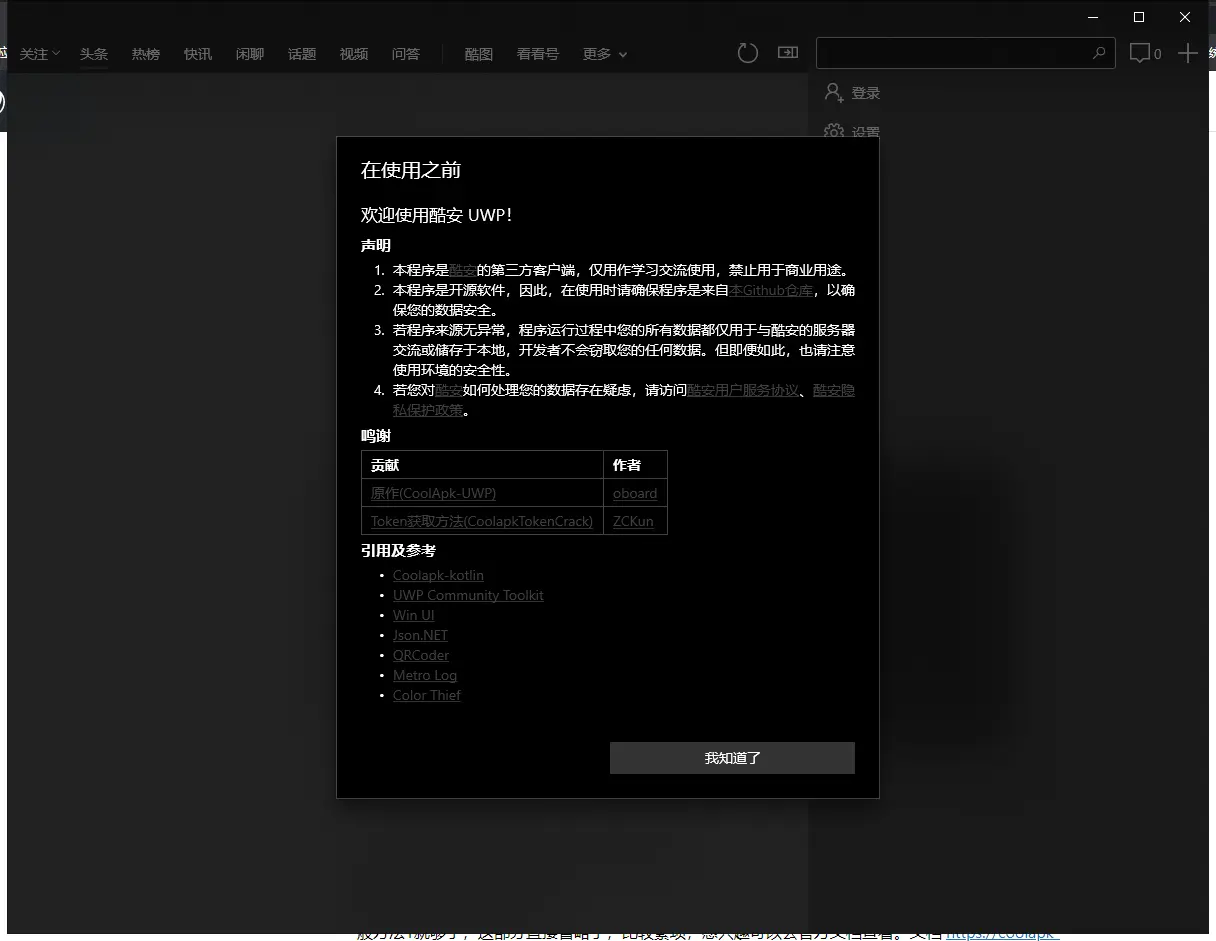 关注 头条 热榜 快讯 闲聊 话题 视频 问答 酷图 看看号 更多 0
登录
设置
在使用之前
欢迎使用酷安 UWP!
声明
1. 本程序是酷安的第三方客户端，仅用作学习交流使用，禁止用于商业用途。
2. 本程序是开源软件，因此，在使用时请确保程序是来自本Github仓库，以确
保您的数据安全。
3. 若程序来源无异常，程序运行过程中您的所有数据都仅用于与酷安的服务器
交流或储存于本地，开发者不会窃取您的任何数据。但即便如此，也请注意
使用环境的安全性。
4. 若您对酷安如何处理您的数据存在疑虑，请访问酷安用户服务协议、酷安隐
私保护政策。
鸣谢
贡献 作者
原作(CoolApk-UWP) oboard
Token获取方法(CoolapkTokenCrack) ZCKun
引用及参考
• Coolapk-kotlin
• UWP Community Toolkit
• Win UI
• Json.NET
• QRCoder
• Metro Log
• Color Thief
我知道了
https://coolapk-